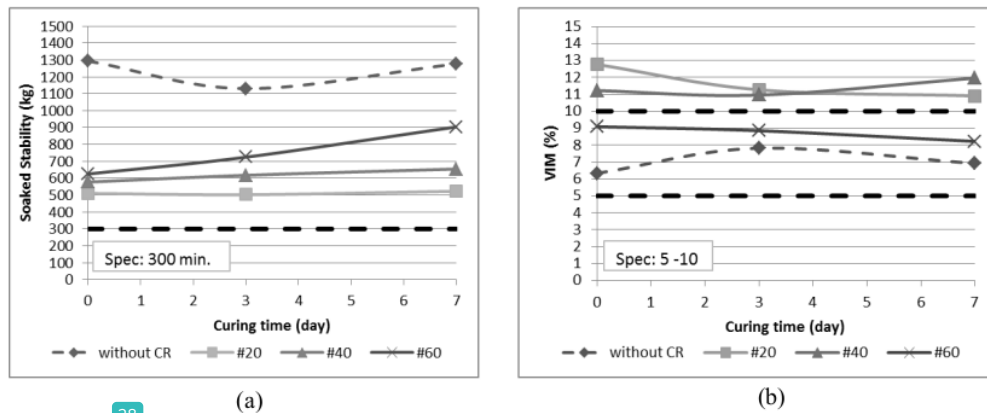 1500
1400
1300
1200
1100
1000
900
800
700
600
500
400
300
200
100
0
Soaked Stability (kg)
Spec: 300 min.
0 1 2 3 4 5 6 7
Curing time (day)
without CR #20 #40 #60
(a)
15
14
13
12
11
10
9
8
7
6
5
4
3
2
1
0
VIM (%)
Spec: 5 -10
0 1 2 3 4 5 6 7
Curing time (day)
without CR #20 #40 #60
(b)